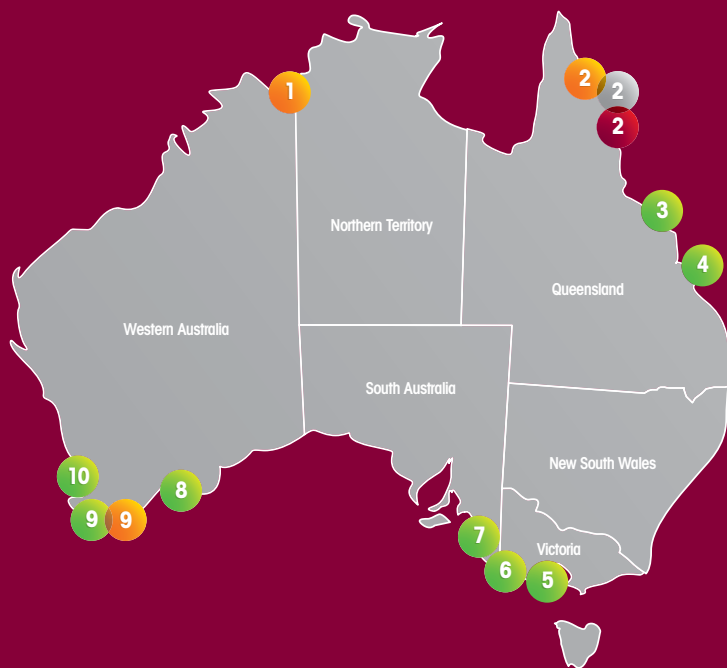 1
2
2
2
3
Northern Territory
4
Queensland
Western Australia
South Australia
New South Wales
10
8
9
9
7
Victoria
6
5